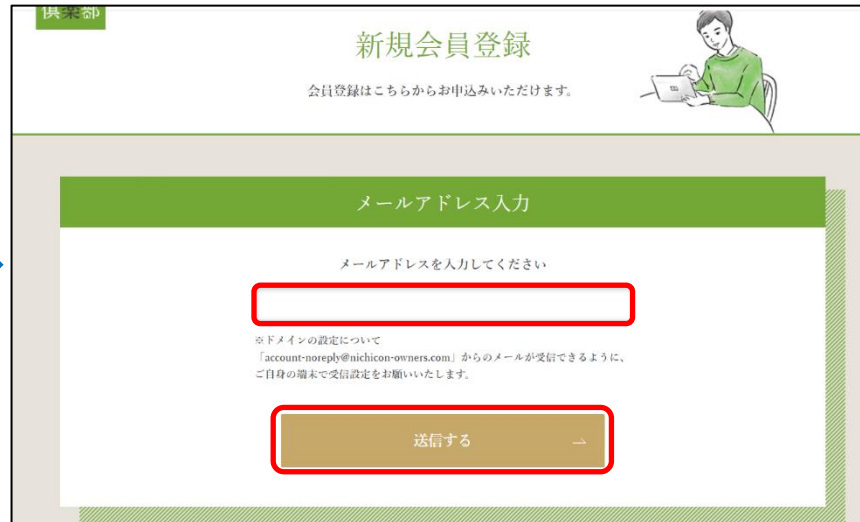 倶楽部
新規会員登録
会員登録はこちらからお申込みいただけます。
メールアドレス入力
メールアドレスを入力してください
※ドメインの設定について
「account-noreply@nichicon-owners.com」からのメールが受信できるように、
ご自身の端末で受信設定をお願いいたします。
送信する →